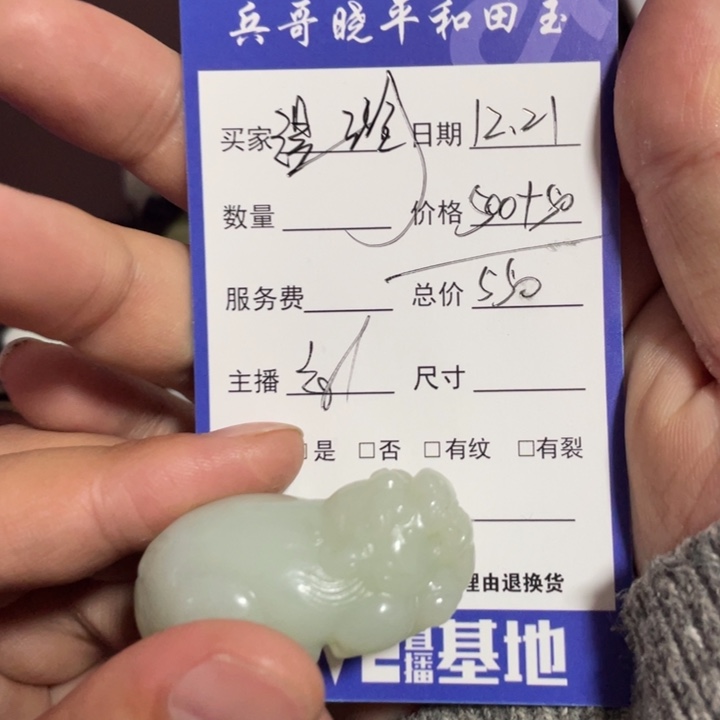 兵哥晓平和田玉
买家 日期 12.21
数量 价格 500+50
服务费 总价 550
主播 尺寸
□是 □否 □有纹 □有裂
理由退换货
直播基地